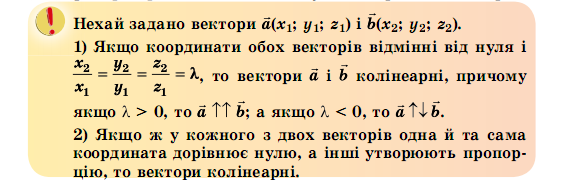 Нехай задано вектори a⃗(x₁; y₁; z₁) і b⃗(x₂; y₂; z₂).
1) Якщо координати обох векторів відмінні від нуля і
x₂/x₁ = y₂/y₁ = z₂/z₁ = λ, то вектори a⃗ і b⃗ колінеарні, причому
якщо λ > 0, то a⃗ ↑↑ b⃗; а якщо λ < 0, то a⃗ ↑↓ b⃗.
2) Якщо ж у кожного з двох векторів одна й та сама
координата дорівнює нулю, а інші утворюють пропор-
цію, то вектори колінеарні.